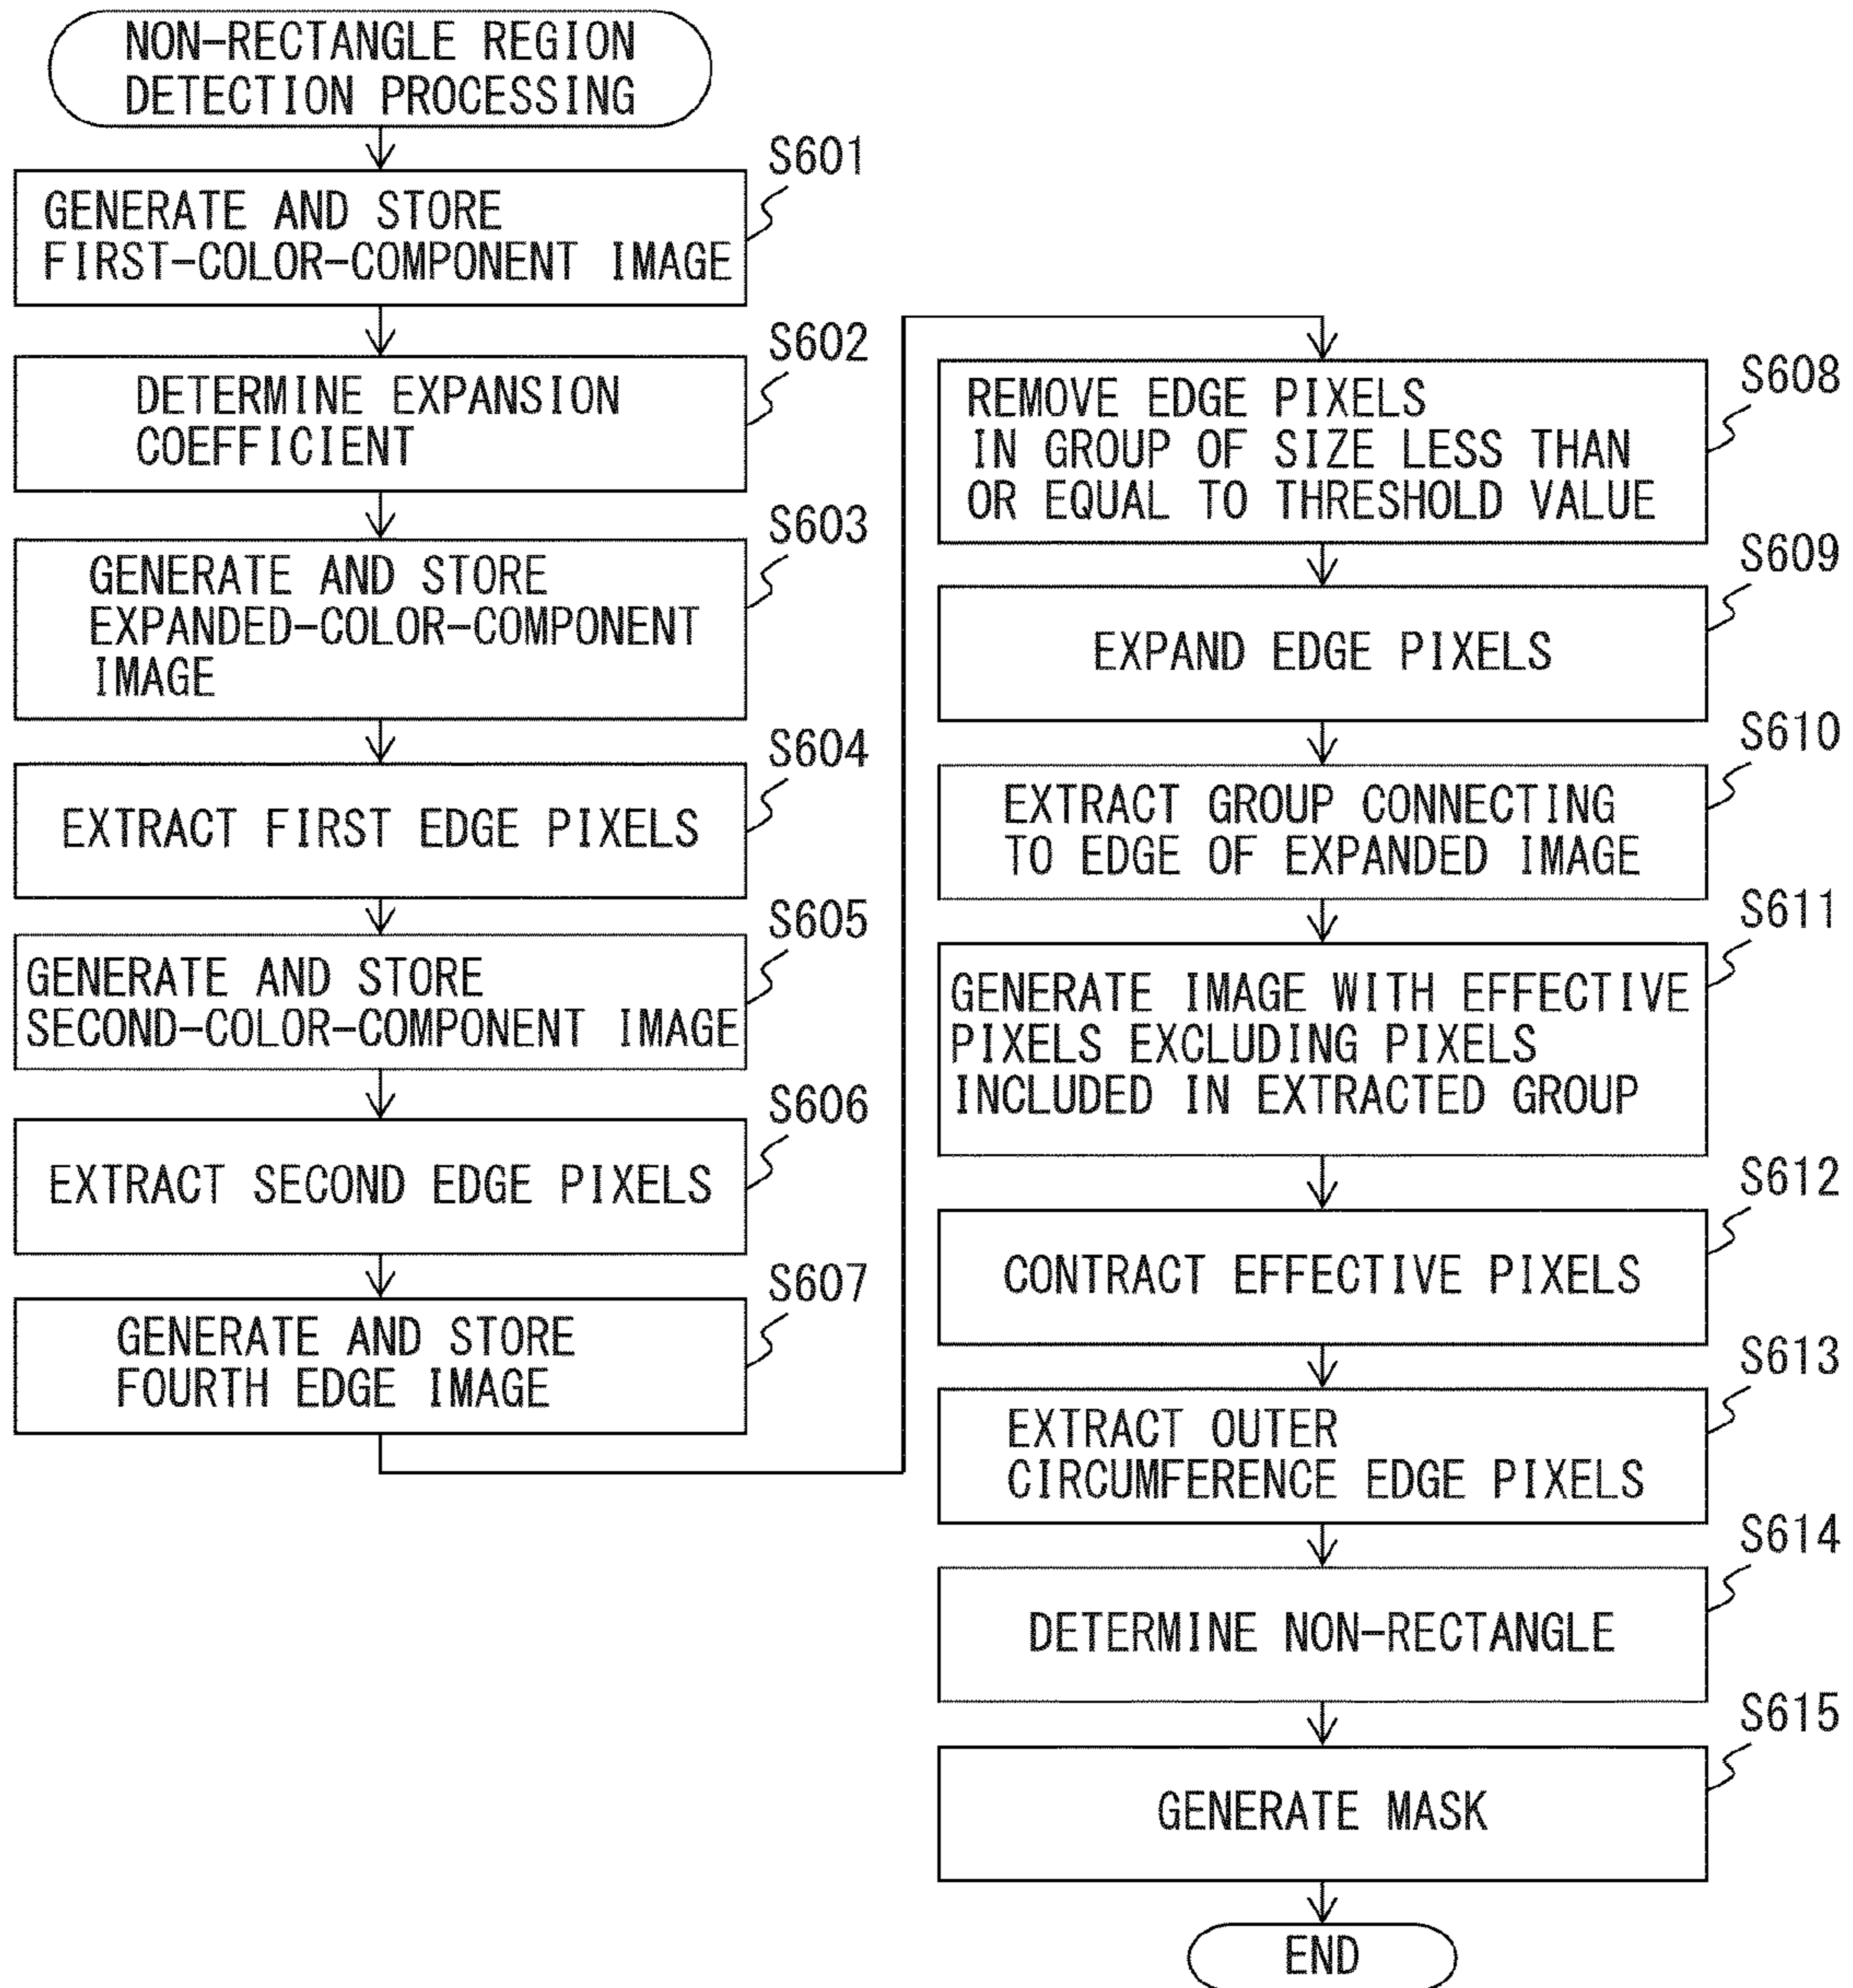 NON-RECTANGLE REGION
DETECTION PROCESSING
S601
GENERATE AND STORE
FIRST-COLOR-COMPONENT IMAGE
S602
DETERMINE EXPANSION
COEFFICIENT
S603
GENERATE AND STORE
EXPANDED-COLOR-COMPONENT
IMAGE
S604
EXTRACT FIRST EDGE PIXELS
S605
GENERATE AND STORE
SECOND-COLOR-COMPONENT IMAGE
S606
EXTRACT SECOND EDGE PIXELS
S607
GENERATE AND STORE
FOURTH EDGE IMAGE
S608
REMOVE EDGE PIXELS
IN GROUP OF SIZE LESS THAN
OR EQUAL TO THRESHOLD VALUE
S609
EXPAND EDGE PIXELS
S610
EXTRACT GROUP CONNECTING
TO EDGE OF EXPANDED IMAGE
S611
GENERATE IMAGE WITH EFFECTIVE
PIXELS EXCLUDING PIXELS
INCLUDED IN EXTRACTED GROUP
S612
CONTRACT EFFECTIVE PIXELS
S613
EXTRACT OUTER
CIRCUMFERENCE EDGE PIXELS
S614
DETERMINE NON-RECTANGLE
S615
GENERATE MASK
END